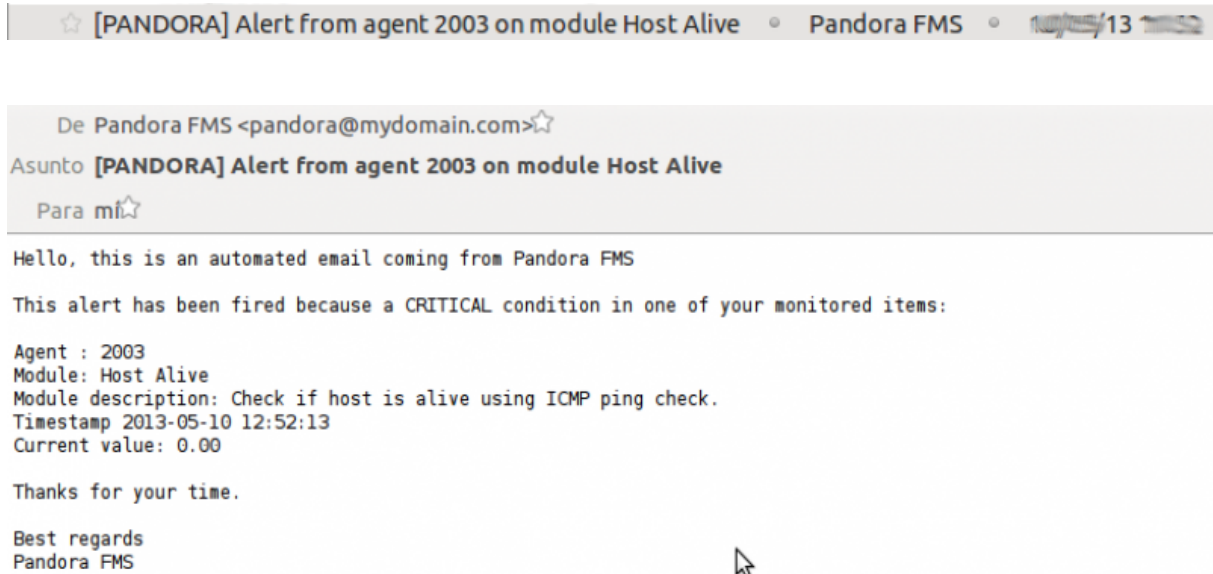 [PANDORA] Alert from agent 2003 on module Host Alive Pandora FMS /13
De Pandora FMS <pandora@mydomain.com>
Asunto [PANDORA] Alert from agent 2003 on module Host Alive
Para mí
Hello, this is an automated email coming from Pandora FMS
This alert has been fired because a CRITICAL condition in one of your monitored items:
Agent : 2003
Module: Host Alive
Module description: Check if host is alive using ICMP ping check.
Timestamp 2013-05-10 12:52:13
Current value: 0.00
Thanks for your time.
Best regards
Pandora FMS